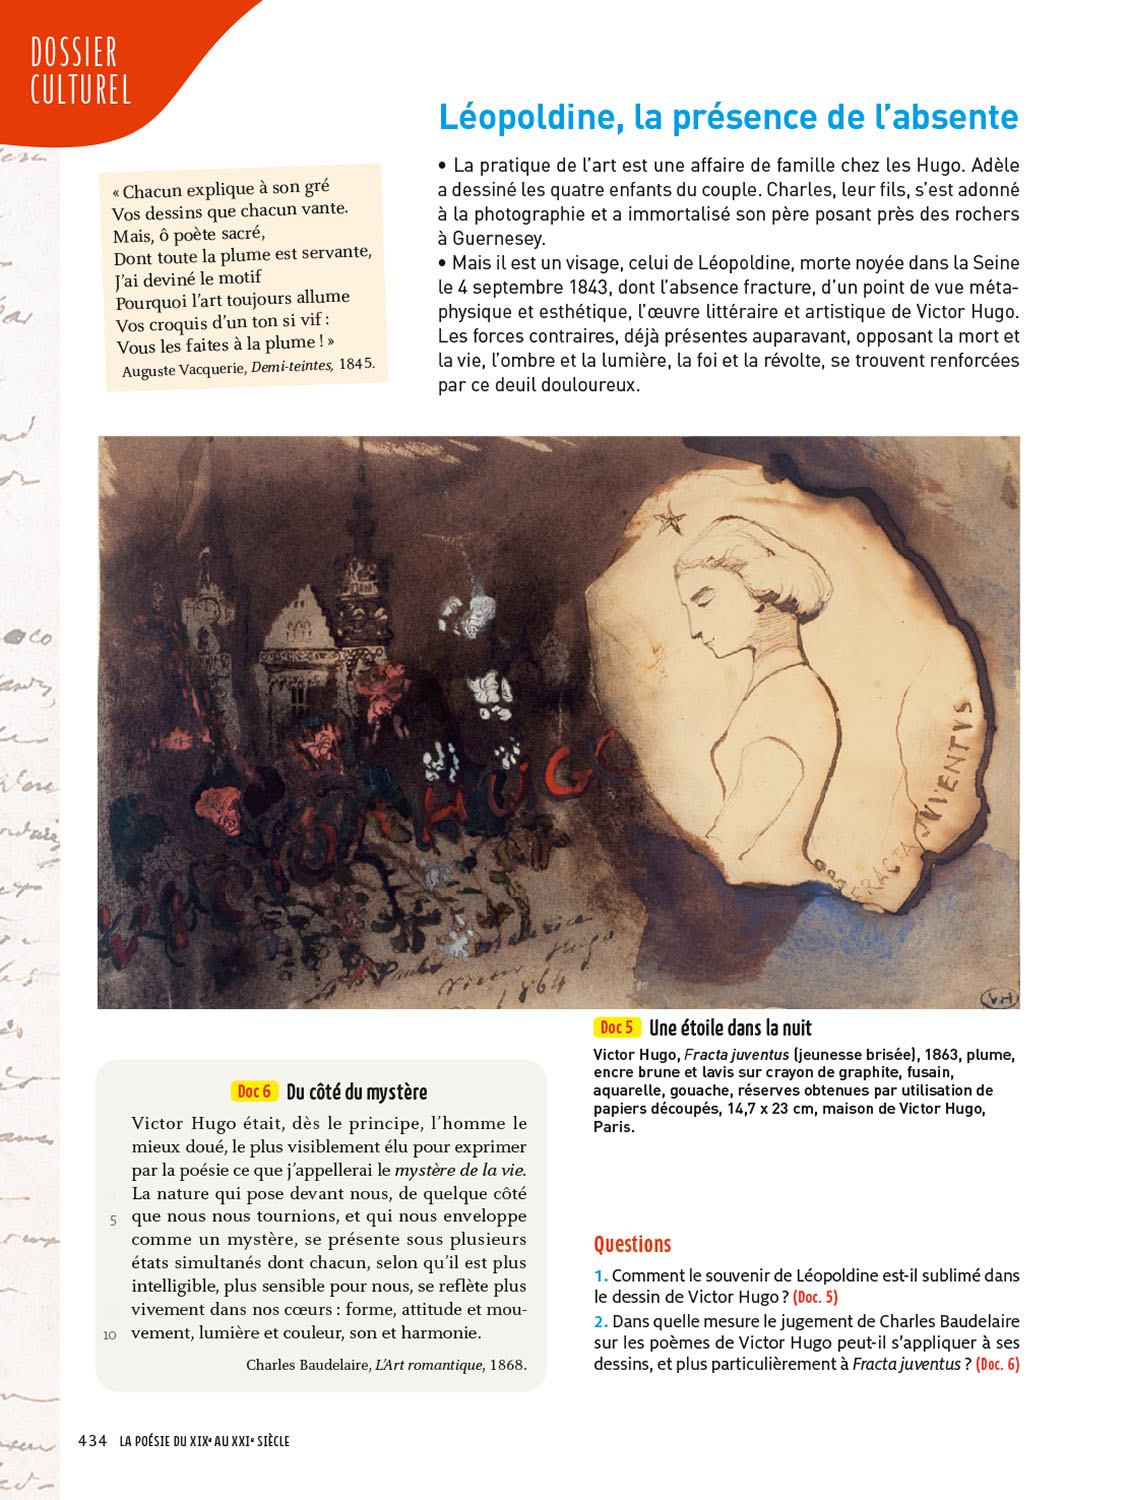 DOSSIER
CULTUREL
« Chacun explique à son gré
Vos dessins que chacun vante.
Mais, ô poète sacré,
Dont toute la plume est servante,
J’ai deviné le motif
Pourquoi l’art toujours allume
Vos croquis d’un ton si vif :
Vous les faites à la plume ! »
Auguste Vacquerie, Demi-teintes, 1845.
Léopoldine, la présence de l’absente
• La pratique de l’art est une affaire de famille chez les Hugo. Adèle
a dessiné les quatre enfants du couple. Charles, leur fils, s’est adonné
à la photographie et a immortalisé son père posant près des rochers
à Guernesey.
• Mais il est un visage, celui de Léopoldine, morte noyée dans la Seine
le 4 septembre 1843, dont l’absence fracture, d’un point de vue méta-
physique et esthétique, l’œuvre littéraire et artistique de Victor Hugo.
Les forces contraires, déjà présentes auparavant, opposant la mort et
la vie, l’ombre et la lumière, la foi et la révolte, se trouvent renforcées
par ce deuil douloureux.
HUGO
FRACTA JVVENTVS
Paul Meurice
Victor Hugo
1864
VH
Doc 5 Une étoile dans la nuit
Victor Hugo, Fracta juventus (jeunesse brisée), 1863, plume,
encre brune et lavis sur crayon de graphite, fusain,
aquarelle, gouache, réserves obtenues par utilisation de
papiers découpés, 14,7 x 23 cm, maison de Victor Hugo,
Paris.
Doc 6 Du côté du mystère
Victor Hugo était, dès le principe, l’homme le
mieux doué, le plus visiblement élu pour exprimer
par la poésie ce que j’appellerai le mystère de la vie.
La nature qui pose devant nous, de quelque côté
5 que nous nous tournions, et qui nous enveloppe
comme un mystère, se présente sous plusieurs
états simultanés dont chacun, selon qu’il est plus
intelligible, plus sensible pour nous, se reflète plus
vivement dans nos cœurs : forme, attitude et mou-
10 vement, lumière et couleur, son et harmonie.
Charles Baudelaire, L’Art romantique, 1868.
Questions
1. Comment le souvenir de Léopoldine est-il sublimé dans
le dessin de Victor Hugo ? (Doc. 5)
2. Dans quelle mesure le jugement de Charles Baudelaire
sur les poèmes de Victor Hugo peut-il s’appliquer à ses
dessins, et plus particulièrement à Fracta juventus ? (Doc. 6)
434 LA POÉSIE DU XIXe AU XXIe SIÈCLE